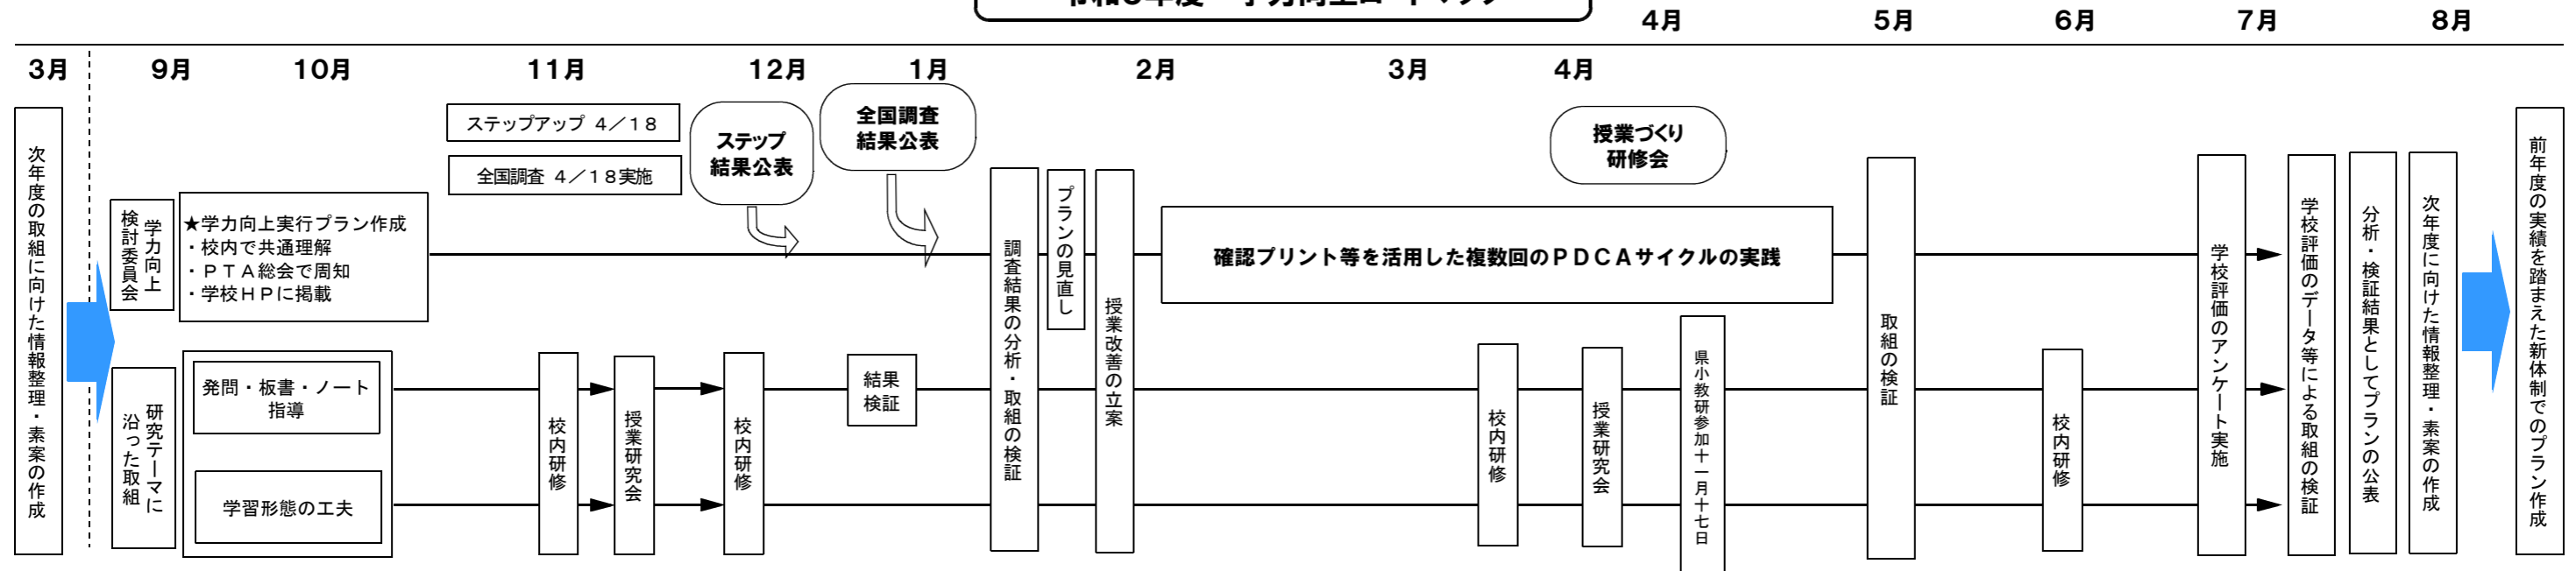 4月 5月 6月 7月 8月
3月 9月 10月 11月 12月 1月 2月 3月 4月
次年度の取組に向けた情報整理・素案の作成
学力向上
検討委員会
★学力向上実行プラン作成
・校内で共通理解
・ＰＴＡ総会で周知
・学校ＨＰに掲載
研究テーマに
沿った取組
発問・板書・ノート
指導
学習形態の工夫
ステップアップ ４／１８
全国調査 ４／１８実施
校内研修
授業研究会
ステップ
結果公表
校内研修
全国調査
結果公表
結果
検証
調査結果の分析・取組の検証
プランの見直し
授業改善の立案
確認プリント等を活用した複数回のＰＤＣＡサイクルの実践
授業づくり
研修会
校内研修
授業研究会
県小教研参加十一月十七日
取組の検証
校内研修
学校評価のアンケート実施
学校評価のデータ等による取組の検証
分析・検証結果としてプランの公表
次年度に向けた情報整理・素案の作成
前年度の実績を踏まえた新体制でのプラン作成